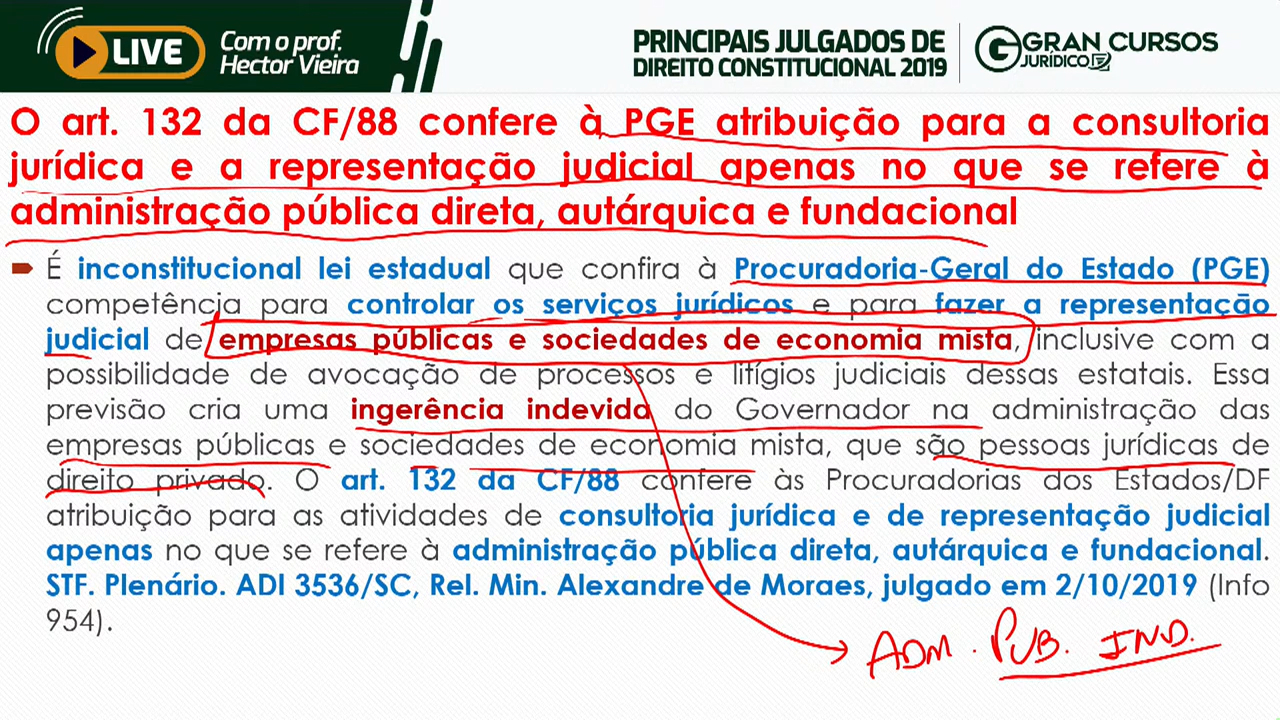 LIVE
Com o prof.
Hector Vieira
PRINCIPAIS JULGADOS DE
DIREITO CONSTITUCIONAL 2019
GRAN CURSOS
JURÍDICO
O art. 132 da CF/88 confere à PGE atribuição para a consultoria
jurídica e a representação judicial apenas no que se refere à
administração pública direta, autárquica e fundacional
É inconstitucional lei estadual que confira à Procuradoria-Geral do Estado (PGE)
competência para controlar os serviços jurídicos e para fazer a representação
judicial de empresas públicas e sociedades de economia mista, inclusive com a
possibilidade de avocação de processos e litígios judiciais dessas estatais. Essa
previsão cria uma ingerência indevida do Governador na administração das
empresas públicas e sociedades de economia mista, que são pessoas jurídicas de
direito privado. O art. 132 da CF/88 confere às Procuradorias dos Estados/DF
atribuição para as atividades de consultoria jurídica e de representação judicial
apenas no que se refere à administração pública direta, autárquica e fundacional.
STF. Plenário. ADI 3536/SC, Rel. Min. Alexandre de Moraes, julgado em 2/10/2019 (Info
954).
ADM. PUB. IND.